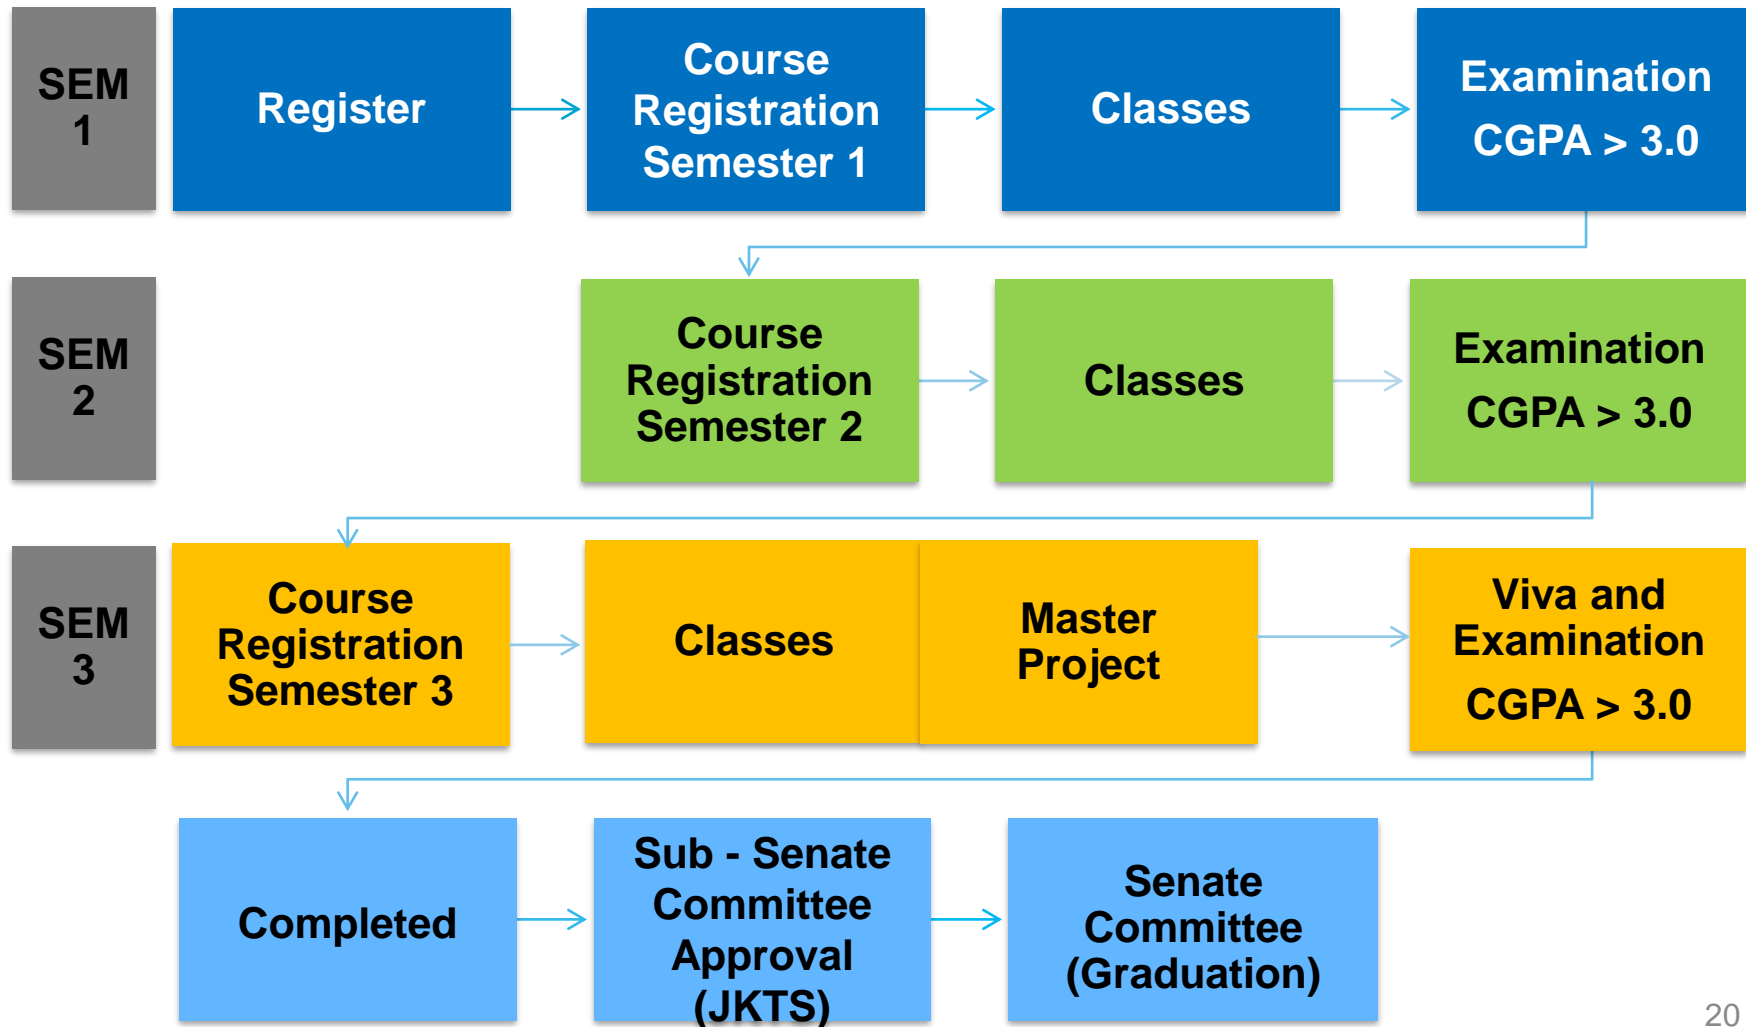 SEM
1
Register
Course
Registration
Semester 1
Classes
Examination
CGPA > 3.0
SEM
2
Course
Registration
Semester 2
Classes
Examination
CGPA > 3.0
SEM
3
Course
Registration
Semester 3
Classes
Master
Project
Viva and
Examination
CGPA > 3.0
Completed
Sub - Senate
Committee
Approval
(JKTS)
Senate
Committee
(Graduation)
20